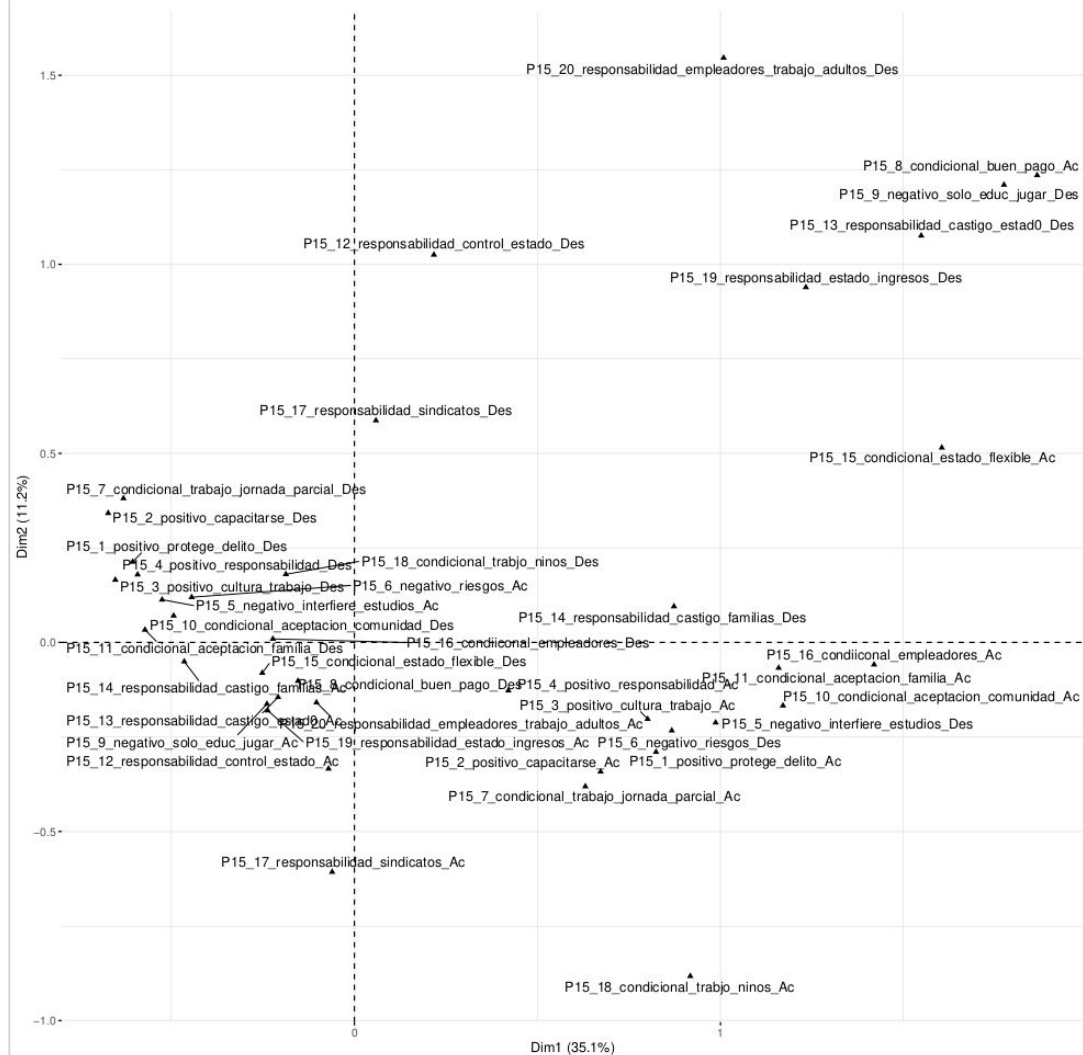 1.5
P15_20_responsabilidad_empleadores_trabajo_adultos_Des
P15_8_condicional_buen_pago_Ac
P15_9_negativo_solo_educ_jugar_Des
P15_13_responsabilidad_castigo_estad0_Des
P15_12_responsabilidad_control_estado_Des
1.0
P15_19_responsabilidad_estado_ingresos_Des
P15_17_responsabilidad_sindicatos_Des
0.5
P15_15_condicional_estado_flexible_Ac
P15_7_condicional_trabajo_jornada_parcial_Des
P15_2_positivo_capacitarse_Des
P15_1_positivo_protege_delito_Des
P15_4_positivo_responsabilidad_Des
P15_18_condicional_trabjo_ninos_Des
P15_3_positivo_cultura_trabajo_Des
P15_6_negativo_riesgos_Ac
P15_5_negativo_interfiere_estudios_Ac
P15_14_responsabilidad_castigo_familias_Des
P15_10_condicional_aceptacion_comunidad_Des
0.0
P15_16_condiiconal_empleadores_Des
P15_11_condicional_aceptacion_familia_Des
P15_16_condiiconal_empleadores_Ac
P15_15_condicional_estado_flexible_Des
P15_11_condicional_aceptacion_familia_Ac
P15_14_responsabilidad_castigo_familias_Ac
P15_8_condicional_buen_pago_Des
P15_4_positivo_responsabilidad_Ac
P15_10_condicional_aceptacion_comunidad_Ac
P15_3_positivo_cultura_trabajo_Ac
P15_13_responsabilidad_castigo_estad0_Ac
P15_20_responsabilidad_empleadores_trabajo_adultos_Ac
P15_5_negativo_interfiere_estudios_Des
P15_9_negativo_solo_educ_jugar_Ac
P15_19_responsabilidad_estado_ingresos_Ac
P15_6_negativo_riesgos_Des
P15_12_responsabilidad_control_estado_Ac
P15_2_positivo_capacitarse_Ac
P15_1_positivo_protege_delito_Ac
P15_7_condicional_trabajo_jornada_parcial_Ac
−0.5
P15_17_responsabilidad_sindicatos_Ac
P15_18_condicional_trabjo_ninos_Ac
−1.0
0
1
Dim1 (35.1%)
Dim2 (11.2%)